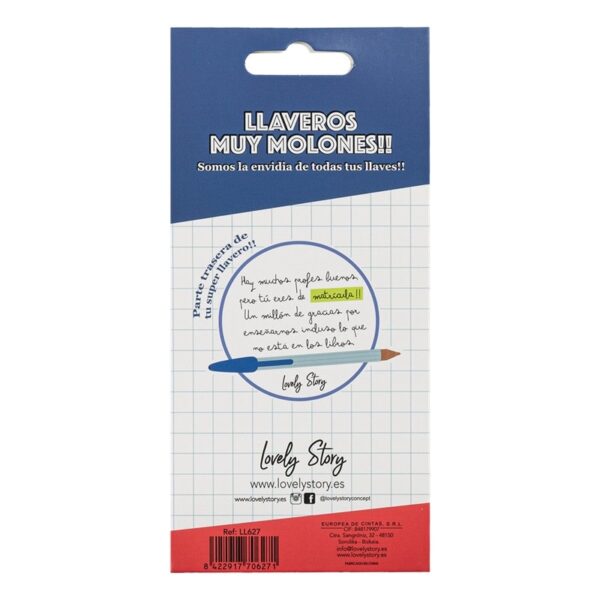 LLAVEROS
MUY MOLONES!!
Somos la envidia de todas tus llaves!!
Parte trasera de
tu super llavero!!
Hay muchos profes buenos
pero tú eres de matrícula!!
Un millón de gracias por
enseñarnos incluso lo que
no está en los libros
Lovely Story
Lovely Story
www.lovelystory.es
www.lovelystory.es @lovelystoryconcept
Ref: LL627
8 422917 706271
EUROPEA DE CINTAS, S.R.L.
Ctra. Sangroniz, 32 - 48150
Sondika - Bizkaia
info@lovelystory.es
www.lovelystory.es